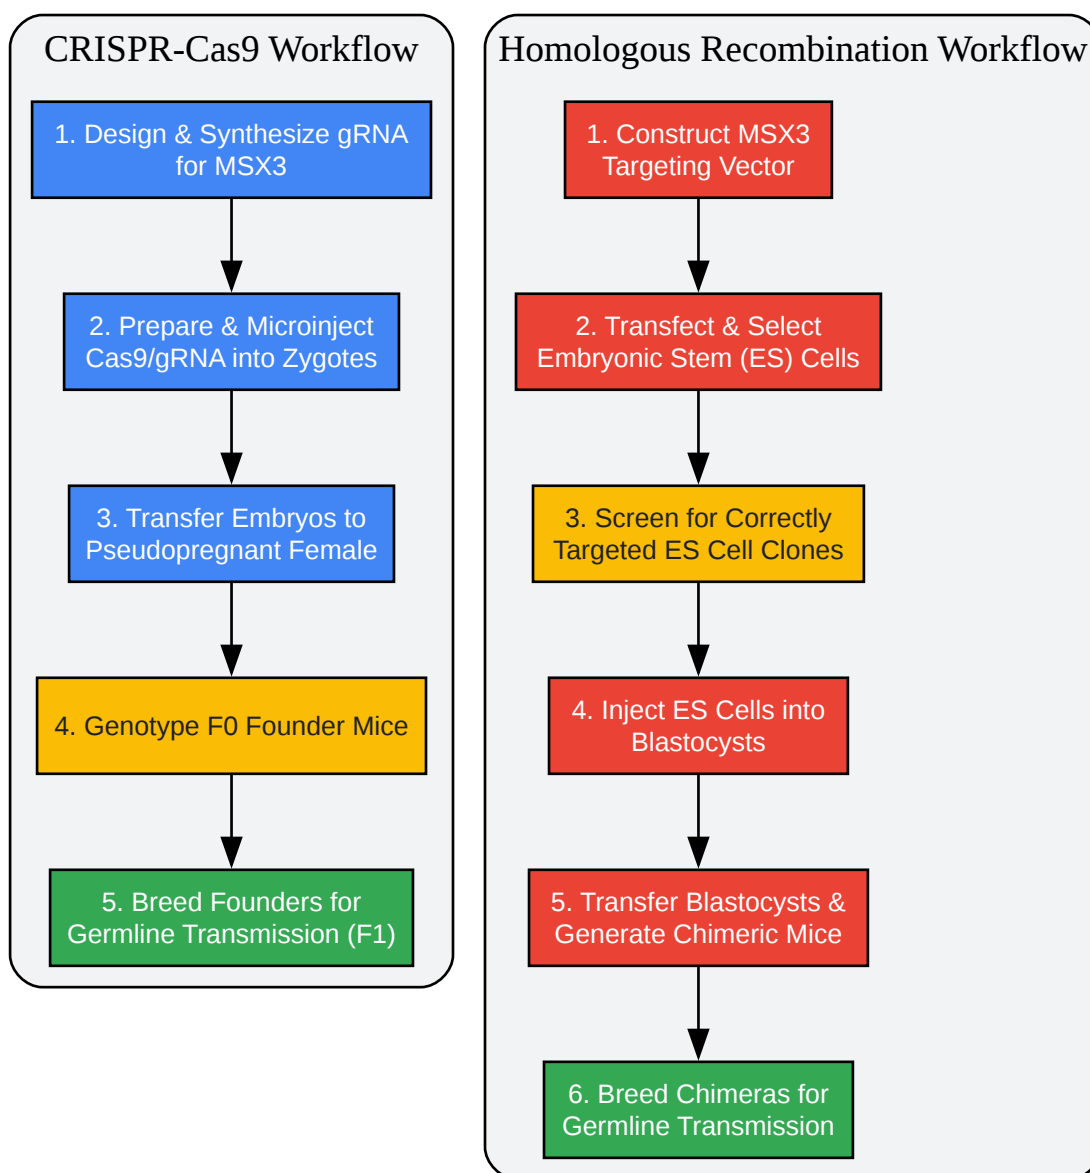 CRISPR-Cas9 Workflow
1. Design & Synthesize gRNA
for MSX3
2. Prepare & Microinject
Cas9/gRNA into Zygotes
3. Transfer Embryos to
Pseudopregnant Female
4. Genotype F0 Founder Mice
5. Breed Founders for
Germline Transmission (F1)
Homologous Recombination Workflow
1. Construct MSX3
Targeting Vector
2. Transfect & Select
Embryonic Stem (ES) Cells
3. Screen for Correctly
Targeted ES Cell Clones
4. Inject ES Cells into
Blastocysts
5. Transfer Blastocysts &
Generate Chimeric Mice
6. Breed Chimeras for
Germline Transmission